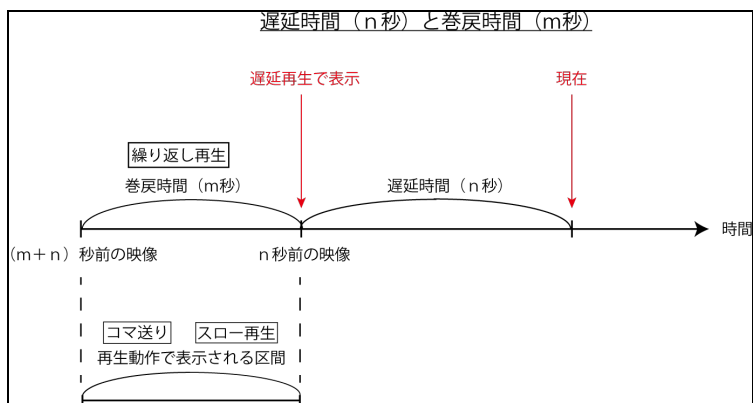 遅延時間（ｎ秒）と巻戻時間（ｍ秒）
遅延再生で表示
現在
繰り返し再生
巻戻時間（ｍ秒）
遅延時間（ｎ秒）
時間
（ｍ＋ｎ）秒前の映像
ｎ秒前の映像
コマ送り
スロー再生
再生動作で表示される区間